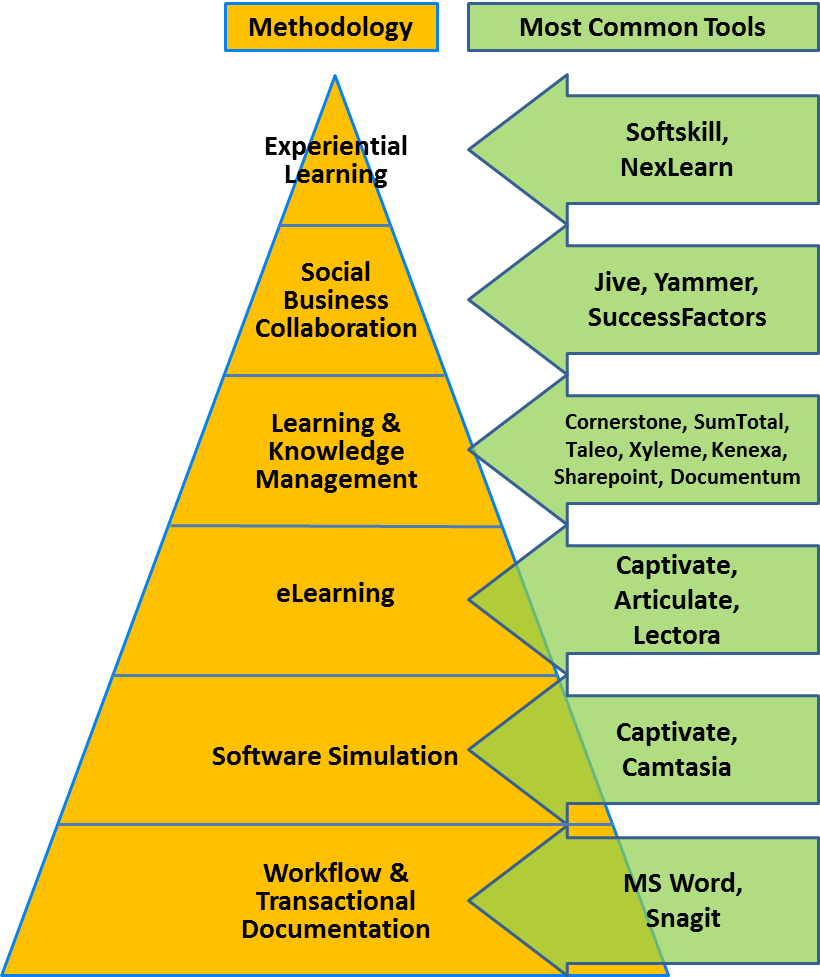 Methodology
Most Common Tools
Experiential
Learning
Softskill,
NexLearn
Social
Business
Collaboration
Jive, Yammer,
SuccessFactors
Learning &
Knowledge
Management
Cornerstone, SumTotal,
Taleo, Xyleme, Kenexa,
Sharepoint, Documentum
eLearning
Captivate,
Articulate,
Lectora
Software Simulation
Captivate,
Camtasia
Workflow &
Transactional
Documentation
MS Word,
Snagit